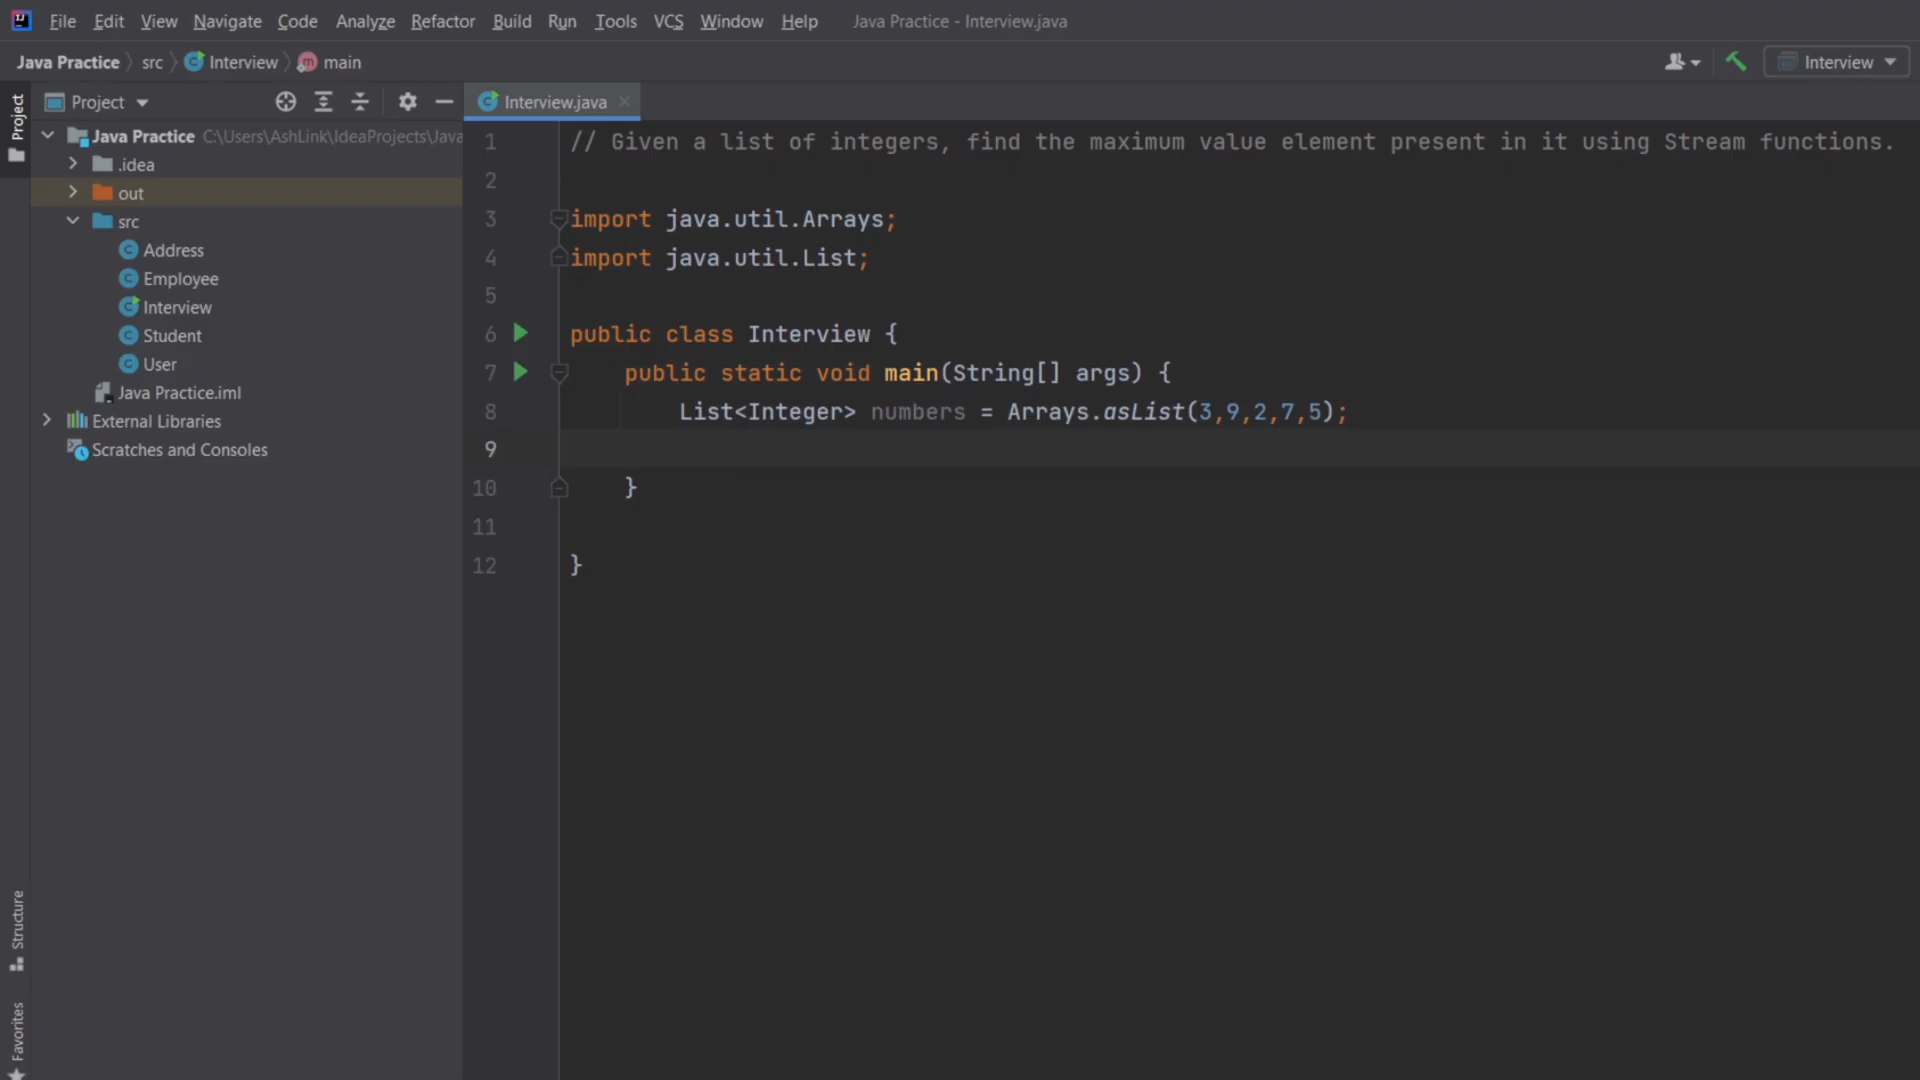 File Edit View Navigate Code Analyze Refactor Build Run Tools VCS Window Help Java Practice - Interview.java
Java Practice src Interview main Interview
Project
Project
Interview.java
Java Practice C:\Users\AshLink\IdeaProjects\Java
.idea
out
src
Address
Employee
Interview
Student
User
Java Practice.iml
External Libraries
Scratches and Consoles
Structure
Favorites
1 // Given a list of integers, find the maximum value element present in it using Stream functions.
2
3 import java.util.Arrays;
4 import java.util.List;
5
6 public class Interview {
7 public static void main(String[] args) {
8 List<Integer> numbers = Arrays.asList(3,9,2,7,5);
9
10 }
11
12 }